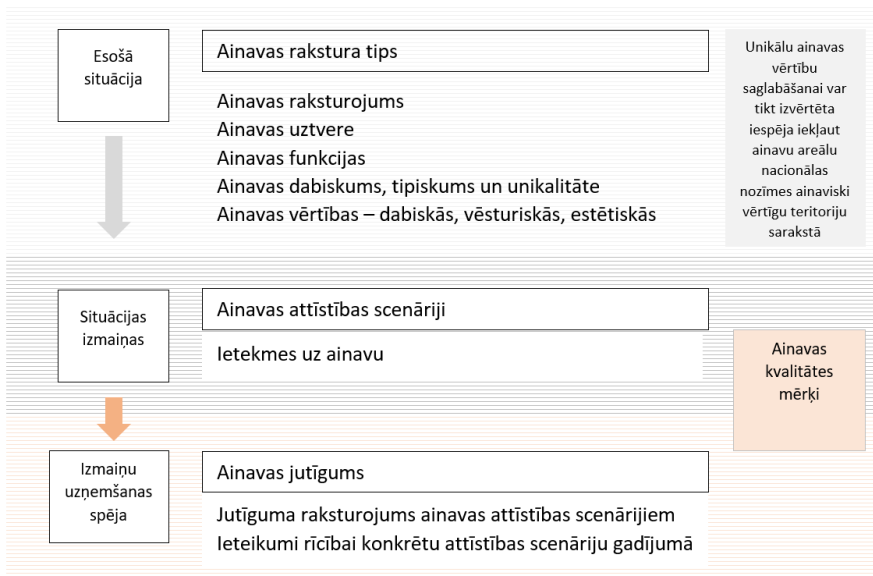 Esošā
situācija
Ainavas rakstura tips
Ainavas raksturojums
Ainavas uztvere
Ainavas funkcijas
Ainavas dabiskums, tipiskums un unikalitāte
Ainavas vērtības – dabiskās, vēsturiskās, estētiskās
Unikālu ainavas
vērtību
saglabāšanai var
tikt izvērtēta
iespēja iekļaut
ainavu areālu
nacionālas
nozīmes ainaviski
vērtīgu teritoriju
sarakstā
Situācijas
izmaiņas
Ainavas attīstības scenāriji
Ietekmes uz ainavu
Ainavas
kvalitātes
mērķi
Izmaiņu
uzņemšanas
spēja
Ainavas jutīgums
Jutīguma raksturojums ainavas attīstības scenārijiem
Ieteikumi rīcībai konkrētu attīstības scenāriju gadījumā